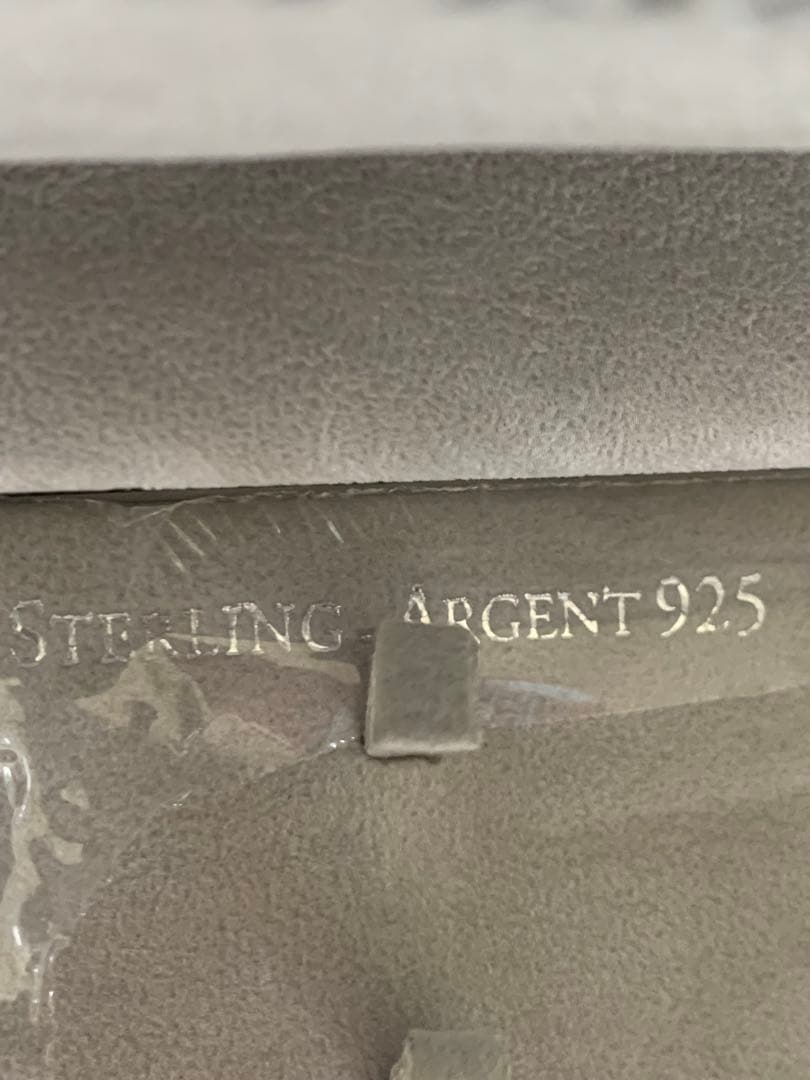 STERLING - ARGENT 925